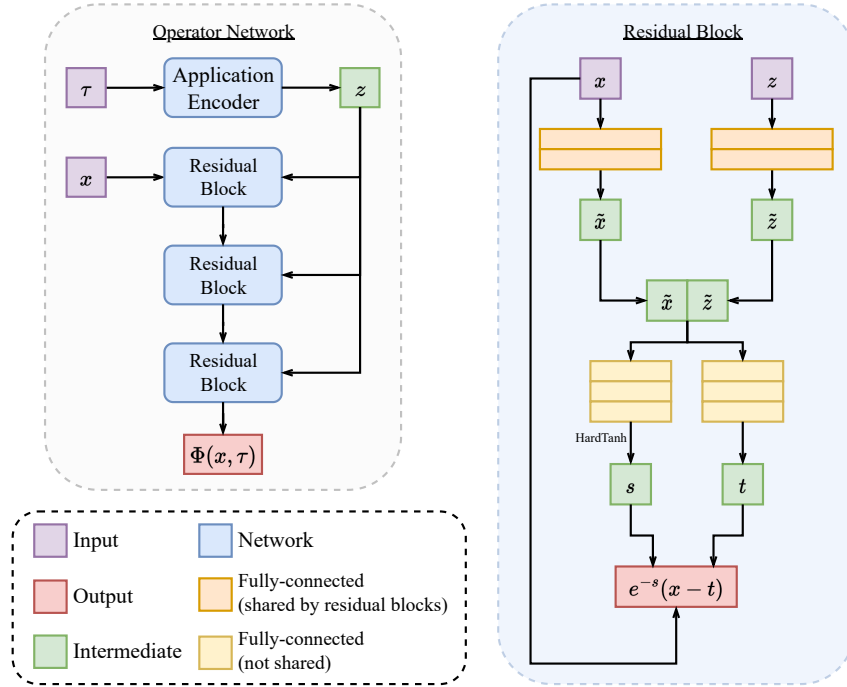 Operator Network
τ
Application
Encoder
z
x
Residual
Block
Residual
Block
Residual
Block
Φ(x, τ)
Input
Network
Output
Fully-connected
(shared by residual blocks)
Intermediate
Fully-connected
(not shared)
Residual Block
x
z
x̃
z̃
x̃ z̃
HardTanh
s
t
e⁻ˢ(x − t)